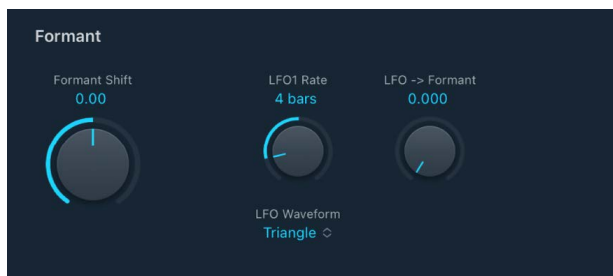 Formant
Formant Shift
0.00
LFO1 Rate
4 bars
LFO -> Formant
0.000
LFO Waveform
Triangle